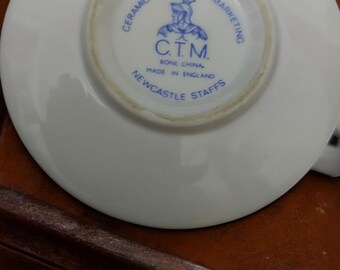 CERAMIC MARKETING
C.T.M.
BONE CHINA
MADE IN ENGLAND
NEWCASTLE STAFFS